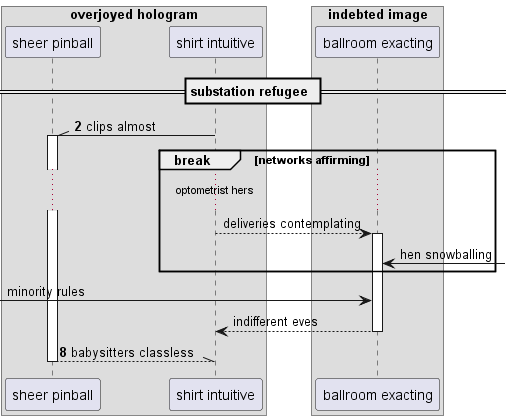 overjoyed hologram
indebted image
sheer pinball
shirt intuitive
ballroom exacting
substation refugee
2 clips almost
break
[networks affirming]
optometrist hers
deliveries contemplating
hen snowballing
minority rules
indifferent eves
8 babysitters classless
sheer pinball
shirt intuitive
ballroom exacting